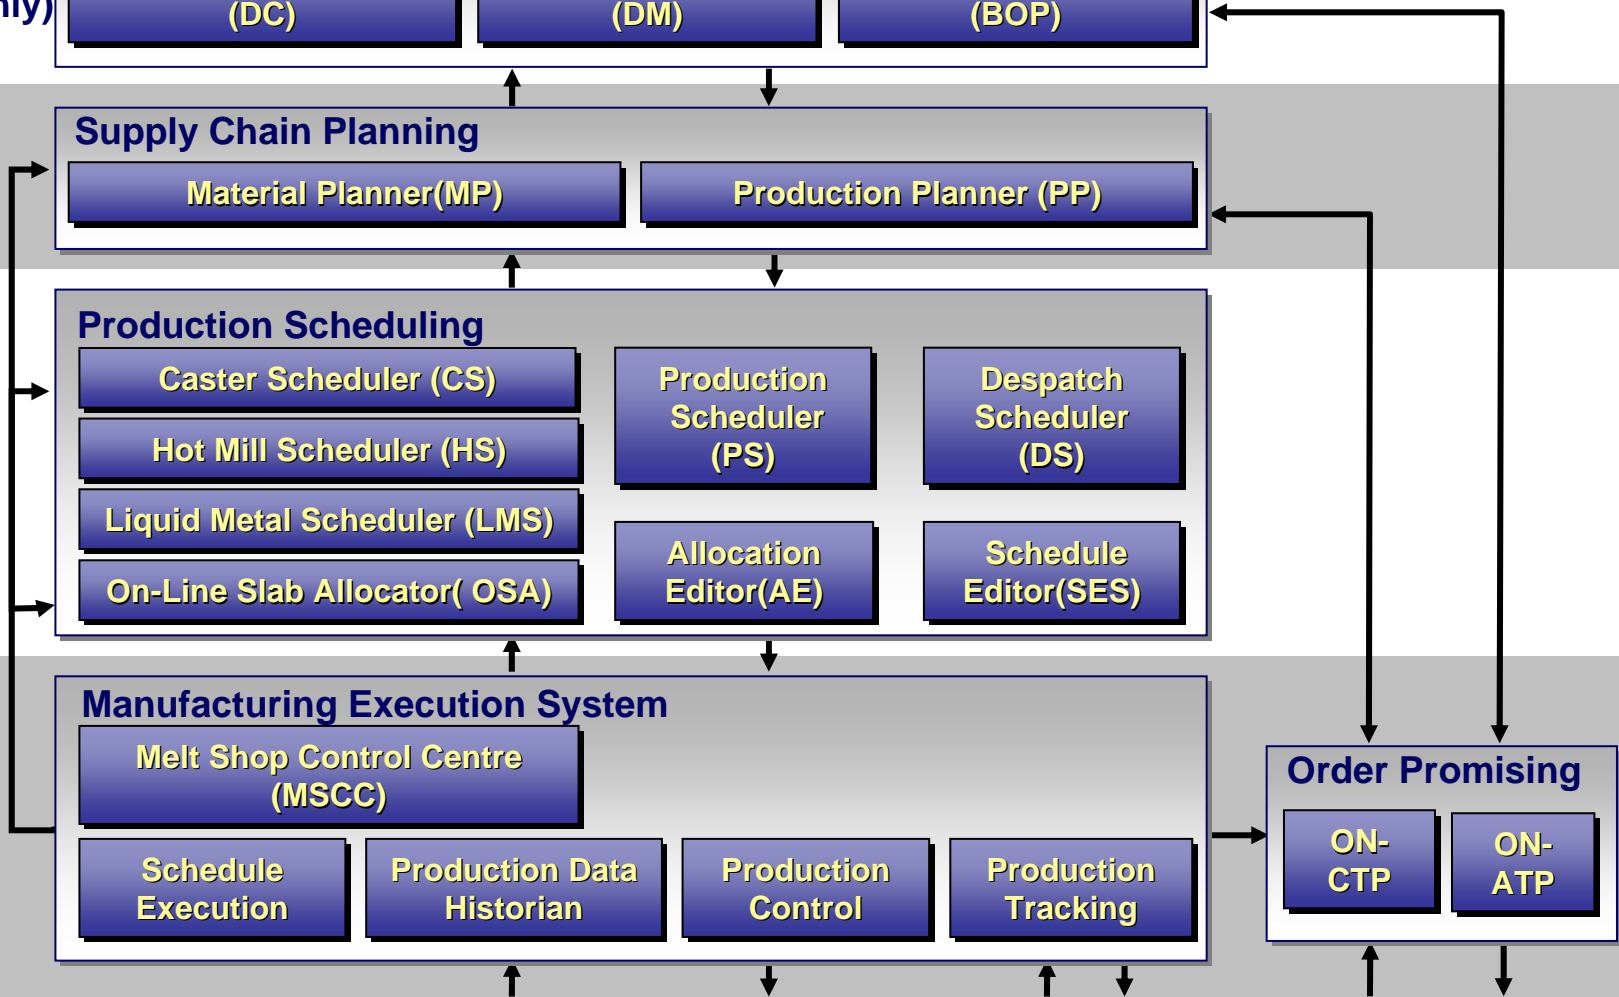 (DC)
(DM)
(BOP)
Supply Chain Planning
Material Planner(MP)
Production Planner (PP)
Production Scheduling
Caster Scheduler (CS)
Hot Mill Scheduler (HS)
Liquid Metal Scheduler (LMS)
On-Line Slab Allocator( OSA)
Production
Scheduler
(PS)
Despatch
Scheduler
(DS)
Allocation
Editor(AE)
Schedule
Editor(SES)
Manufacturing Execution System
Melt Shop Control Centre
(MSCC)
Schedule
Execution
Production Data
Historian
Production
Control
Production
Tracking
Order Promising
ON-
CTP
ON-
ATP